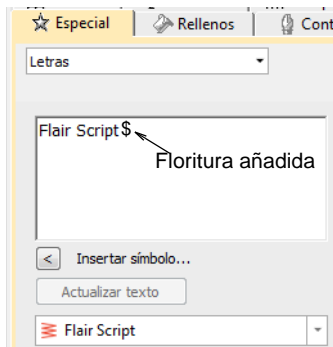 Especial Rellenos Cont
Letras
Flair Script$
Floritura añadida
< Insertar símbolo...
Actualizar texto
Flair Script